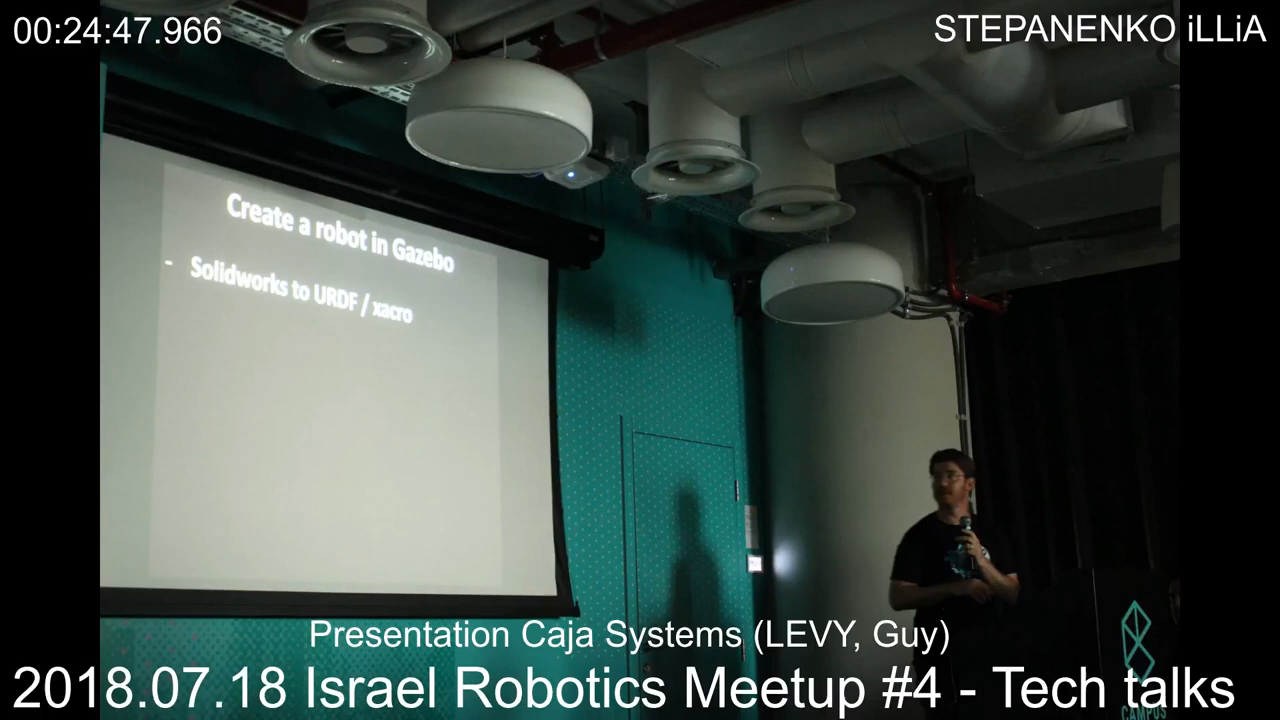 00:24:47.966
STEPANENKO iLLiA
Create a robot in Gazebo
- Solidworks to URDF / xacro
Presentation Caja Systems (LEVY, Guy)
2018.07.18 Israel Robotics Meetup #4 - Tech talks
CAMPUS